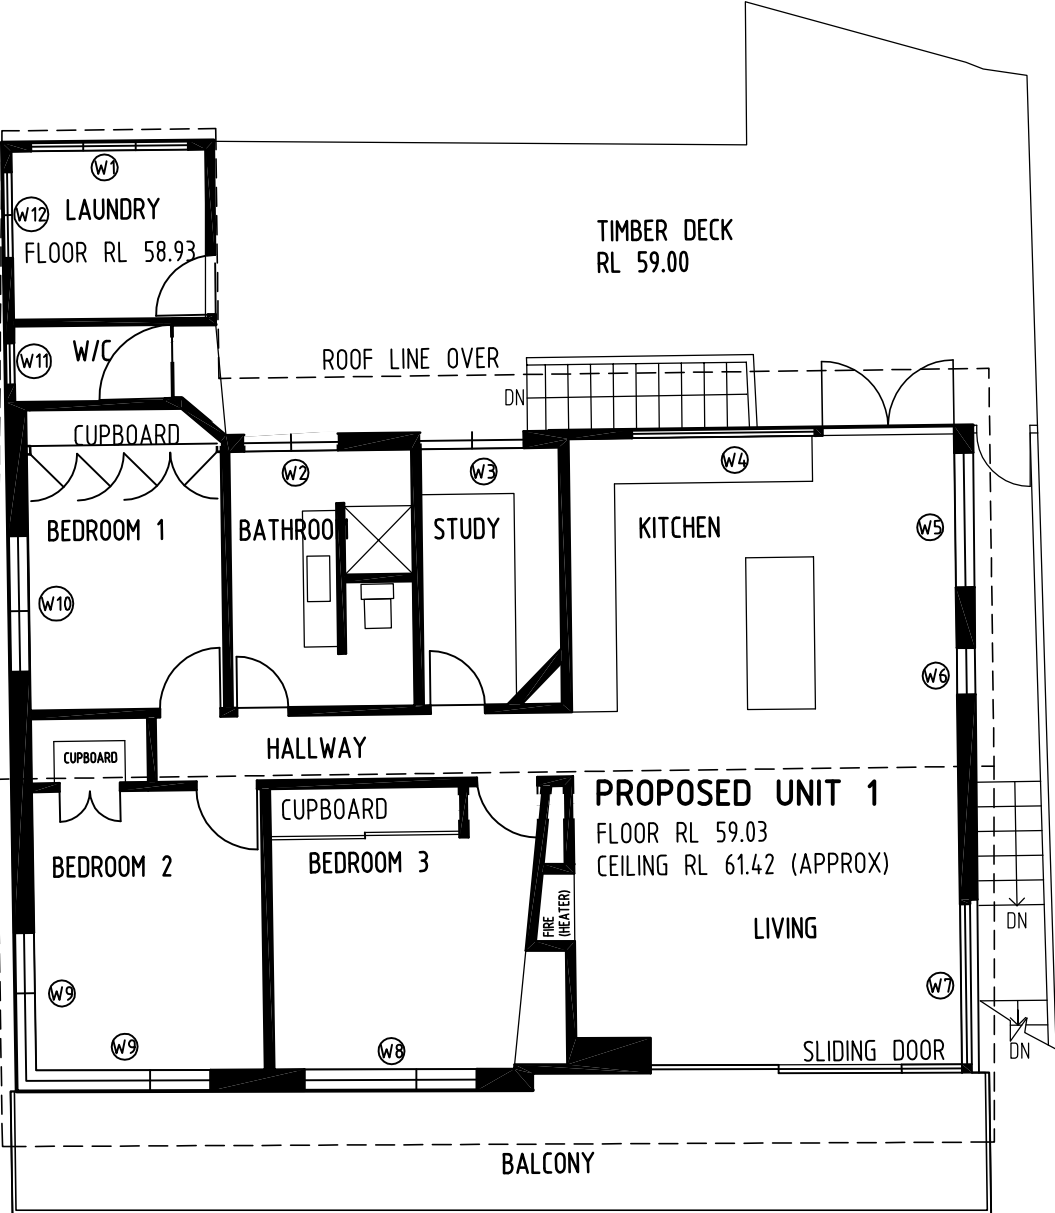 W1
W12
LAUNDRY
FLOOR RL 58.93
TIMBER DECK
RL 59.00
W11
W/C
ROOF LINE OVER
DN
CUPBOARD
W2
W3
W4
BEDROOM 1
BATHROOM
STUDY
KITCHEN
W5
W10
W6
HALLWAY
CUPBOARD
PROPOSED UNIT 1
FLOOR RL 59.03
CEILING RL 61.42 (APPROX)
CUPBOARD
BEDROOM 2
BEDROOM 3
FIRE
(HEATER)
LIVING
DN
W9
W7
W9
W8
SLIDING DOOR
DN
BALCONY